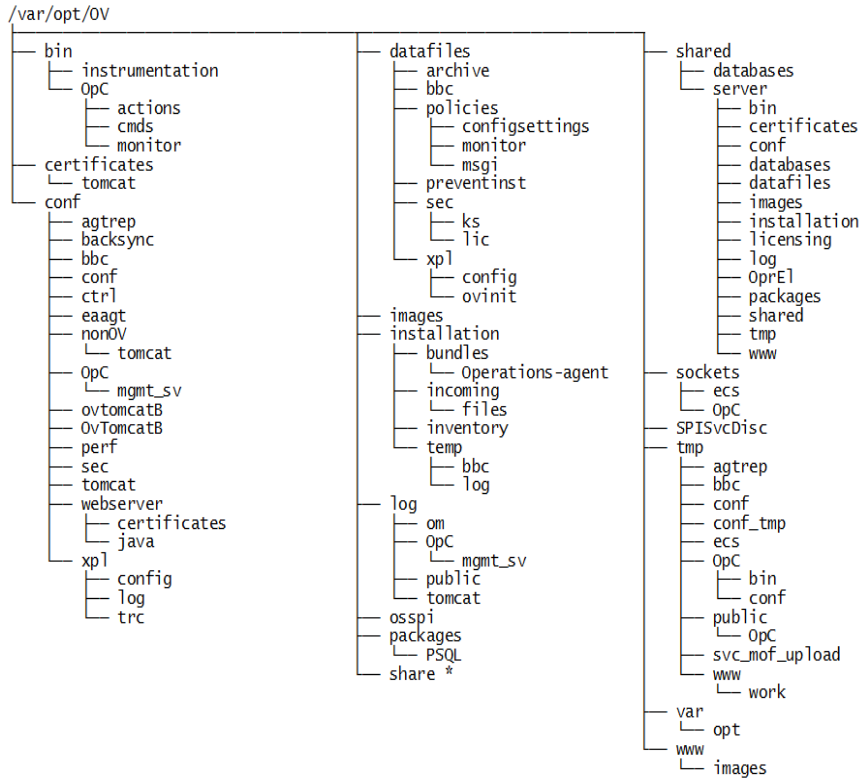 /var/opt/OV
bin
instrumentation
OpC
actions
cmds
monitor
certificates
tomcat
conf
agtrep
backsync
bbc
conf
ctrl
eaagt
nonOV
tomcat
OpC
mgmt_sv
ovtomcatB
OvTomcatB
perf
sec
tomcat
webserver
certificates
java
xpl
config
log
trc
datafiles
archive
bbc
policies
configsettings
monitor
msgi
preventinst
sec
ks
lic
xpl
config
ovinit
images
installation
bundles
Operations-agent
incoming
files
inventory
temp
bbc
log
log
om
OpC
mgmt_sv
public
tomcat
osspi
packages
PSQL
share *
shared
databases
server
bin
certificates
conf
databases
datafiles
images
installation
licensing
log
OprEl
packages
shared
tmp
www
sockets
ecs
OpC
SPISvcDisc
tmp
agtrep
bbc
conf
conf_tmp
ecs
OpC
bin
conf
public
OpC
svc_mof_upload
www
work
var
opt
www
images